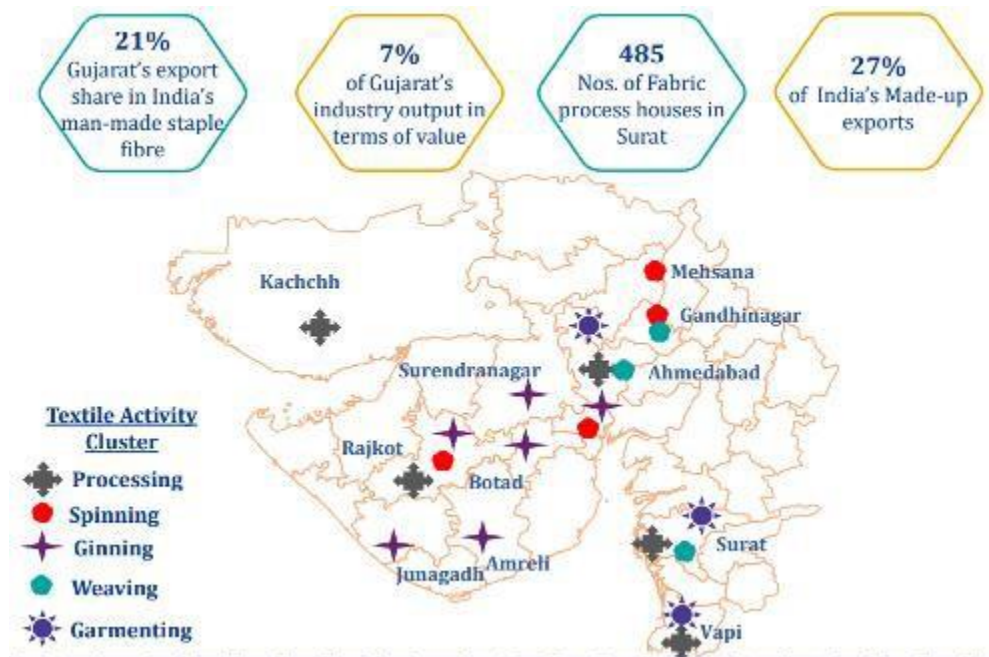 21%
Gujarat's export
share in India's
man-made staple
fibre
7%
of Gujarat's
industry output in
terms of value
485
Nos. of Fabric
process houses in
Surat
27%
of India's Made-up
exports
Mehsana
Kachchh
Gandhinagar
Surendranagar
Ahmedabad
Textile Activity
Cluster
Rajkot
Processing
Botad
Spinning
Surat
Ginning
Amreli
Junagadh
Weaving
Garmenting
Vapi